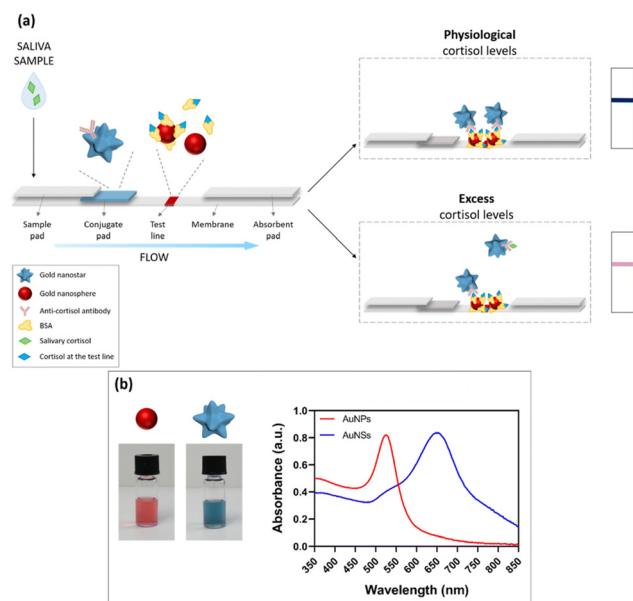 (a)
SALIVA
SAMPLE
Sample
pad
Conjugate
pad
Test
line
Membrane
Absorbent
pad
FLOW
Gold nanostar
Gold nanosphere
Anti-cortisol antibody
BSA
Salivary cortisol
Cortisol at the test line
Physiological
cortisol levels
Excess
cortisol levels
(b)
AuNPs
AuNSs
Absorbance (a.u.)
1.0
0.8
0.6
0.4
0.2
0.0
350
400
450
500
550
600
650
700
750
800
850
Wavelength (nm)